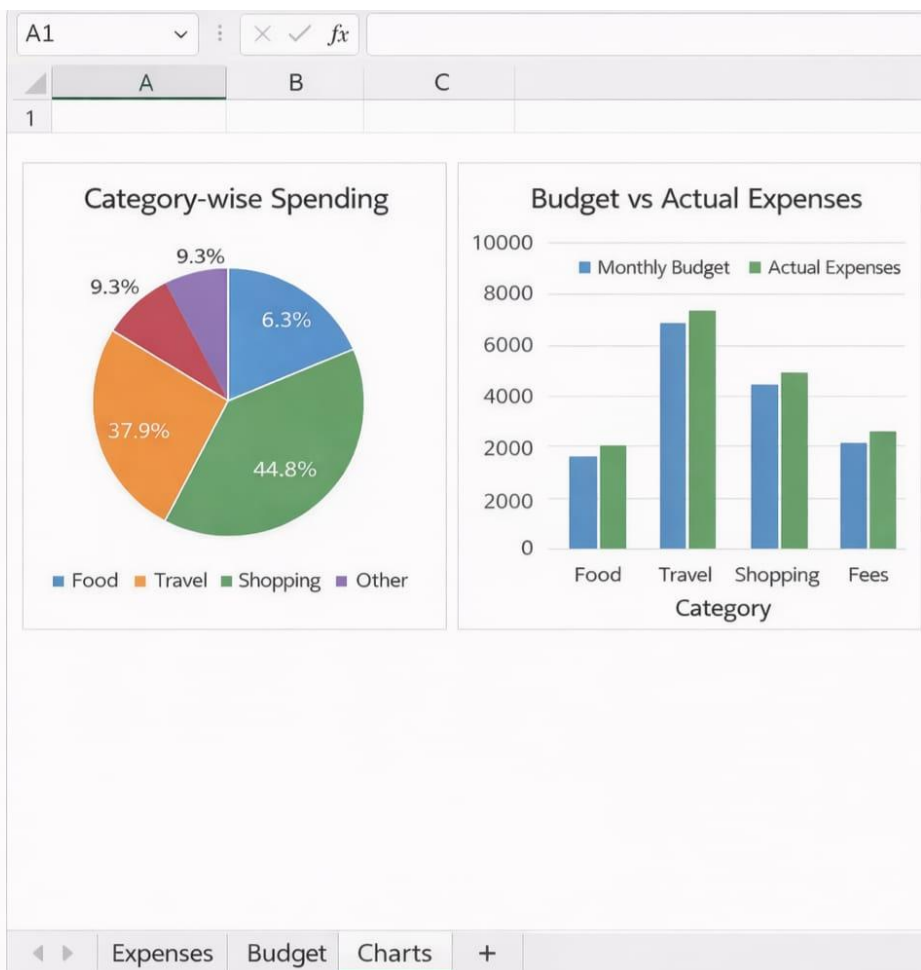 A1
fx
A B C
1
Category-wise Spending
9.3%
9.3%
6.3%
37.9%
44.8%
Food Travel Shopping Other
Budget vs Actual Expenses
10000
Monthly Budget Actual Expenses
8000
6000
4000
2000
2000
0
Food Travel Shopping Fees
Category
Expenses Budget Charts +